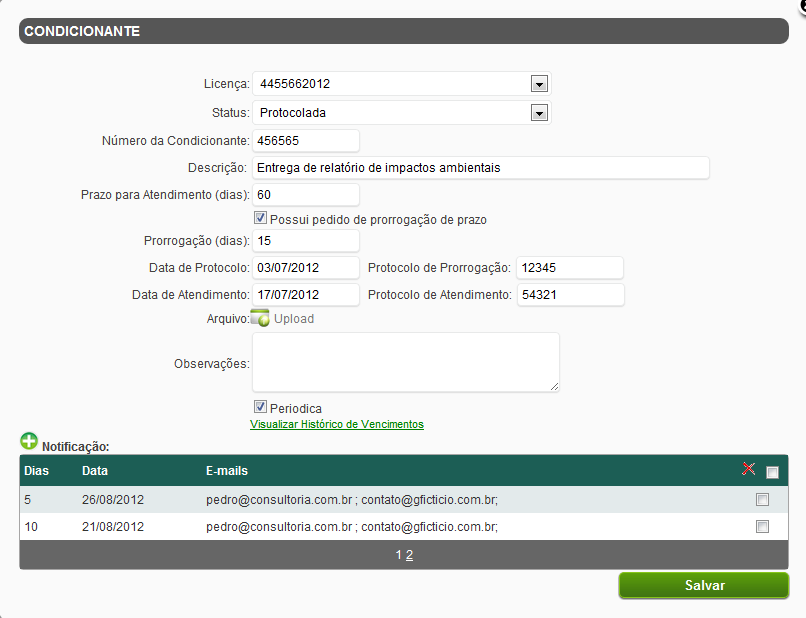 CONDICIONANTE
Licença: 4455662012
Status: Protocolada
Número da Condicionante: 456565
Descrição: Entrega de relatório de impactos ambientais
Prazo para Atendimento (dias): 60
Possui pedido de prorrogação de prazo
Prorrogação (dias): 15
Data de Protocolo: 03/07/2012 Protocolo de Prorrogação: 12345
Data de Atendimento: 17/07/2012 Protocolo de Atendimento: 54321
Arquivo: Upload
Observações:
Periodica
Visualizar Histórico de Vencimentos
Notificação:
Dias Data E-mails
5 26/08/2012 pedro@consultoria.com.br ; contato@gficticio.com.br;
10 21/08/2012 pedro@consultoria.com.br ; contato@gficticio.com.br;
1 2
Salvar